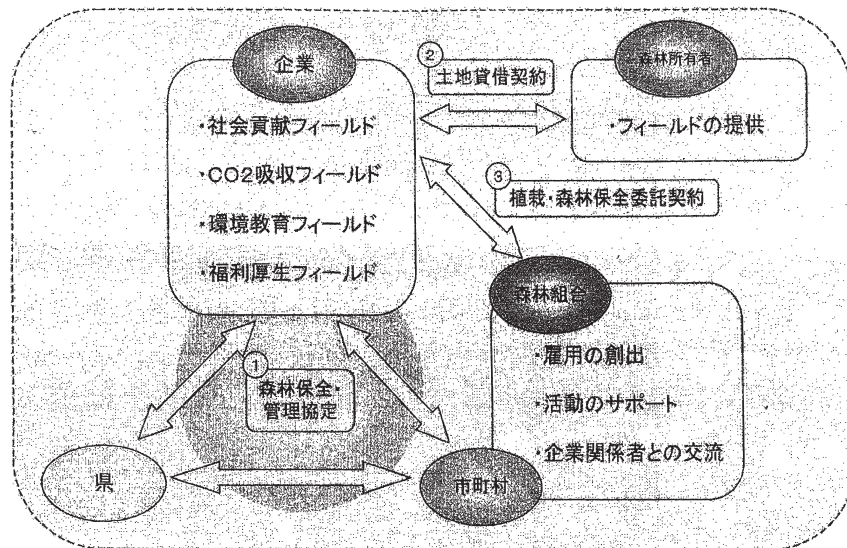 企業
・社会貢献フィールド
・CO2吸収フィールド
・環境教育フィールド
・福利厚生フィールド
②
土地貸借契約
森林所有者
・フィールドの提供
③
植栽・森林保全委託契約
森林組合
・雇用の創出
・活動のサポート
・企業関係者との交流
①
森林保全・
管理協定
県
市町村